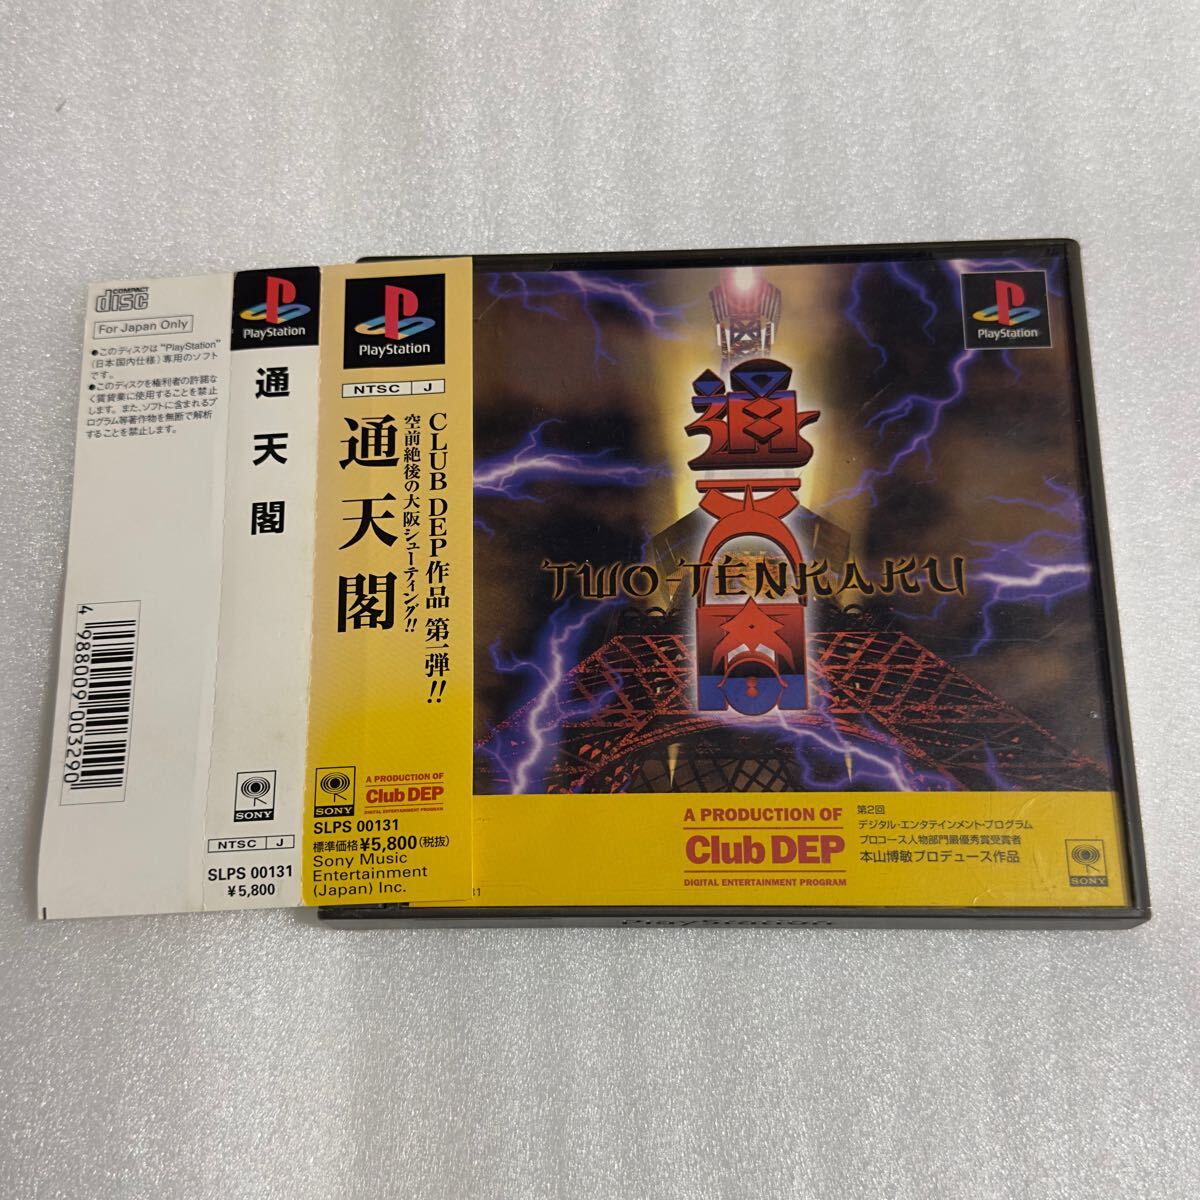 COMPACT
disc
For Japan Only
●このディスクは"PlayStation"
(日本国内仕様)専用のソフト
です。
●このディスクを権利者の許諾な
く賃貸業に使用することを禁止
します。また、ソフトに含まれるプ
ログラム等著作物を無断で解析
することを禁止します。
4 988009 003290
PlayStation
通天閣
SONY
NTSC J
SLPS 00131
¥5,800
PlayStation
NTSC J
CLUB DEP作品 第一弾!!
空前絶後の大阪シューティング!!
通天閣
SONY
A PRODUCTION OF
Club DEP
DIGITAL ENTERTAINMENT PROGRAM
SLPS 00131
標準価格¥5,800(税抜)
Sony Music
Entertainment
(Japan) Inc.
PlayStation
通天閣
TWO-TENKAKU
A PRODUCTION OF
Club DEP
DIGITAL ENTERTAINMENT PROGRAM
第2回
デジタル・エンタテインメント・プログラム
プロコース人物部門最優秀賞受賞者
本山博敏プロデュース作品
SONY
31
PlayStation